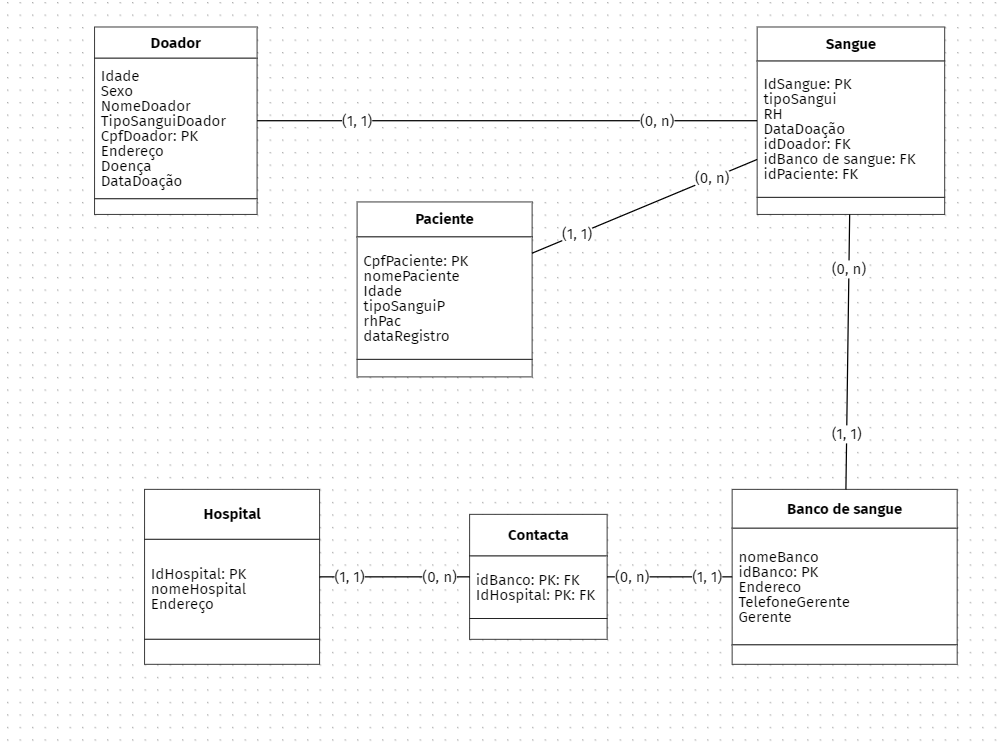 Doador
Idade
Sexo
NomeDoador
TipoSanguiDoador
CpfDoador: PK
Endereço
Doença
DataDoação
(1, 1)
(0, n)
Sangue
IdSangue: PK
tipoSangui
RH
DataDoação
idDoador: FK
idBanco de sangue: FK
idPaciente: FK
(0, n)
(1, 1)
Paciente
CpfPaciente: PK
nomePaciente
Idade
tipoSanguiP
rhPac
dataRegistro
(0, n)
(1, 1)
Hospital
IdHospital: PK
nomeHospital
Endereço
(1, 1)
(0, n)
Contacta
idBanco: PK: FK
IdHospital: PK: FK
(0, n)
(1, 1)
Banco de sangue
nomeBanco
idBanco: PK
Endereco
TelefoneGerente
Gerente